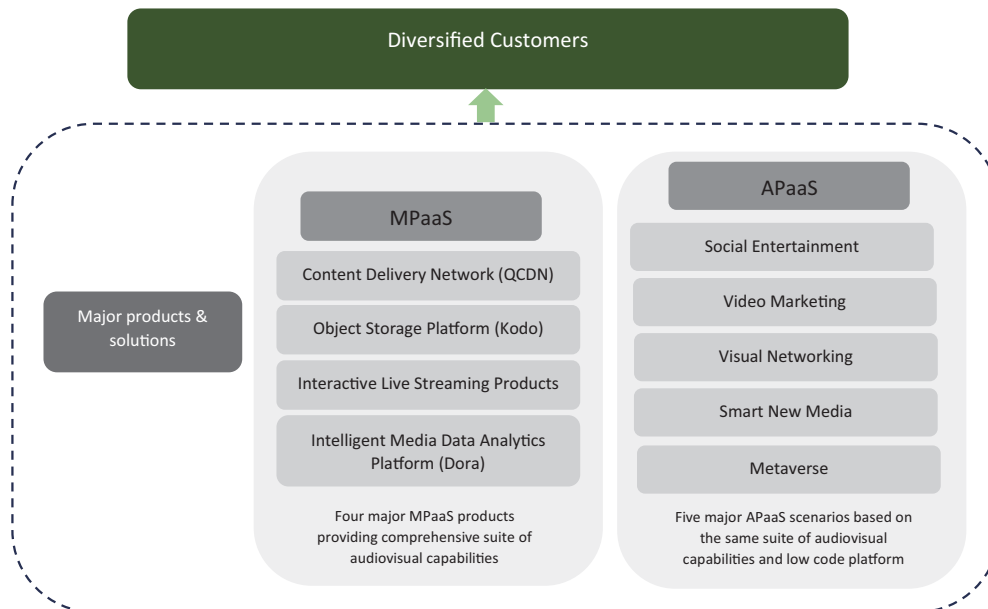 Diversified Customers
Major products &
solutions
MPaaS
Content Delivery Network (QCDN)
Object Storage Platform (Kodo)
Interactive Live Streaming Products
Intelligent Media Data Analytics
Platform (Dora)
Four major MPaaS products
providing comprehensive suite of
audiovisual capabilities
APaaS
Social Entertainment
Video Marketing
Visual Networking
Smart New Media
Metaverse
Five major APaaS scenarios based on
the same suite of audiovisual
capabilities and low code platform